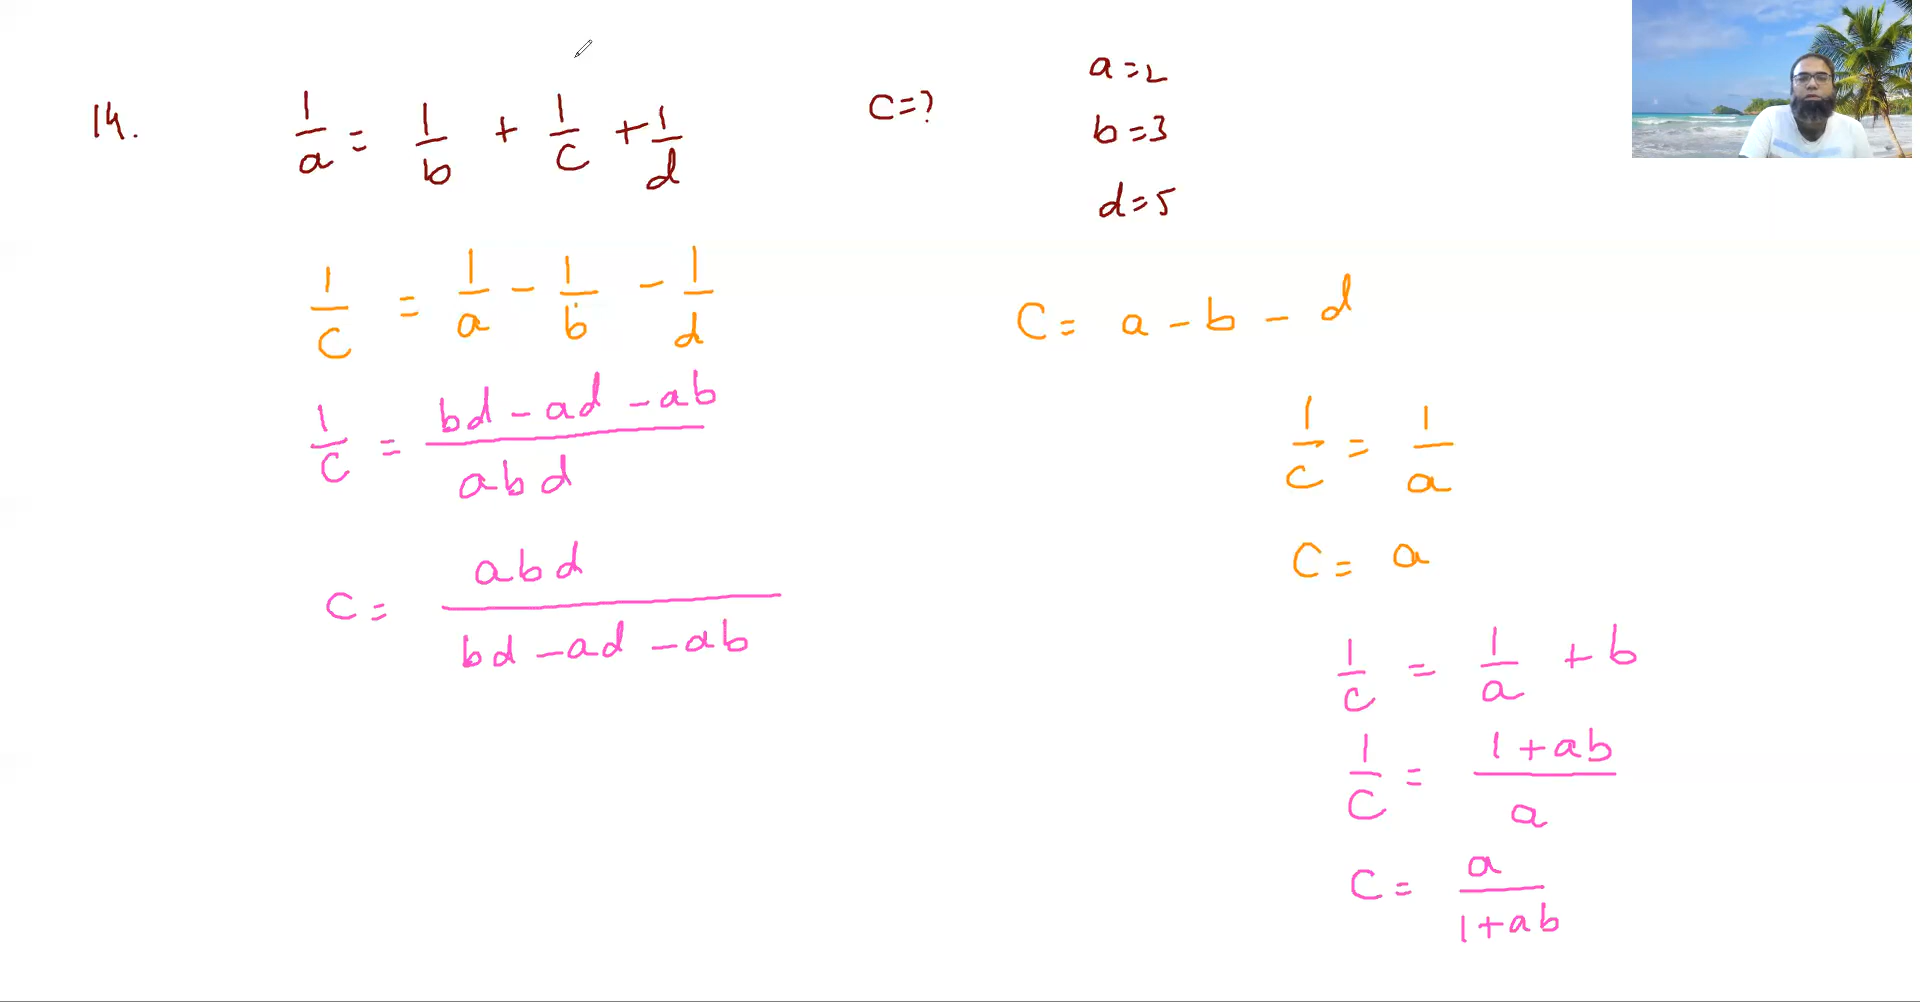 14. 1/a = 1/b + 1/c + 1/d
c = ?
a = 2
b = 3
d = 5
1/c = 1/a - 1/b - 1/d
1/c = (bd - ad - ab)/(abd)
c = (abd)/(bd - ad - ab)
c = a - b - d
1/c = 1/a
c = a
1/c = 1/a + b
1/c = (1 + ab)/a
c = a/(1 + ab)